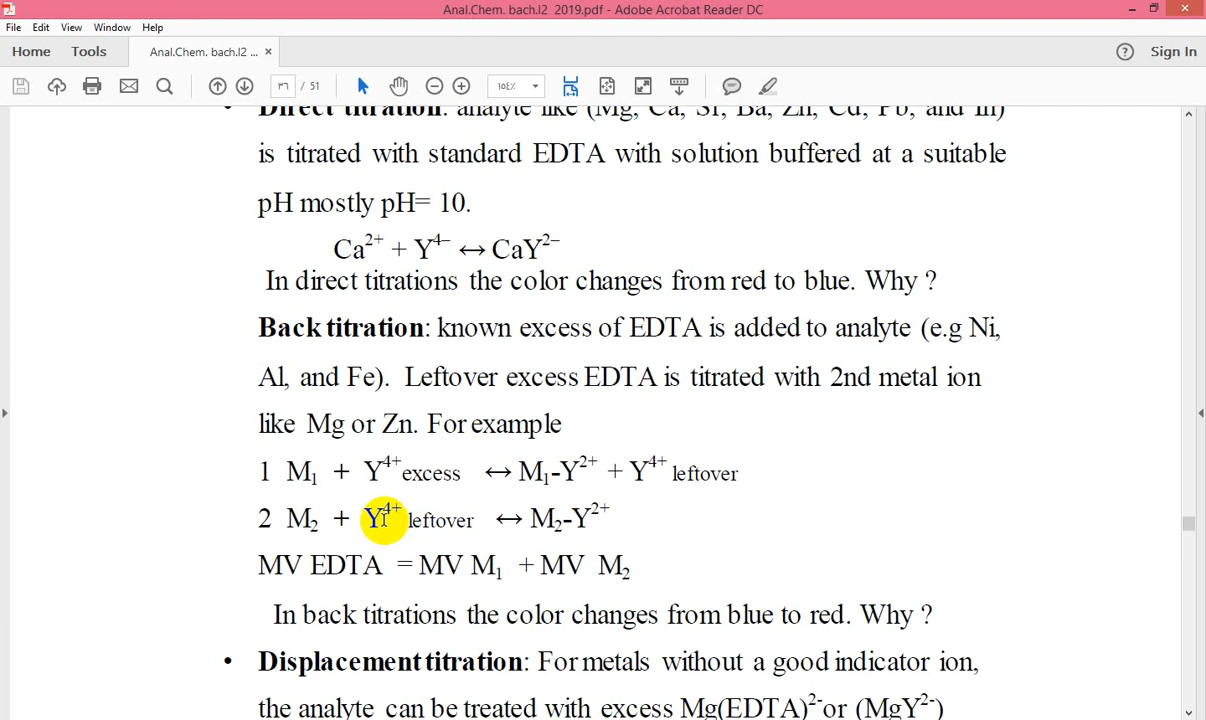 Anal.Chem. bach.l2 2019.pdf - Adobe Acrobat Reader DC
File Edit View Window Help
Home Tools Anal.Chem. bach.l2 ... × Sign In
٣٦ / 51 ١٥٤٪
• Direct titration: analyte like (Mg, Ca, Sr, Ba, Zn, Cd, Pb, and In)
is titrated with standard EDTA with solution buffered at a suitable
pH mostly pH= 10.
Ca²⁺ + Y⁴⁻ ↔ CaY²⁻
In direct titrations the color changes from red to blue. Why ?
Back titration: known excess of EDTA is added to analyte (e.g Ni,
Al, and Fe). Leftover excess EDTA is titrated with 2nd metal ion
like Mg or Zn. For example
1 M₁ + Y⁴⁺excess ↔ M₁-Y²⁺ + Y⁴⁺ leftover
2 M₂ + Y⁴⁺ leftover ↔ M₂-Y²⁺
MV EDTA = MV M₁ + MV M₂
In back titrations the color changes from blue to red. Why ?
• Displacement titration: For metals without a good indicator ion,
the analyte can be treated with excess Mg(EDTA)²⁻or (MgY²⁻)